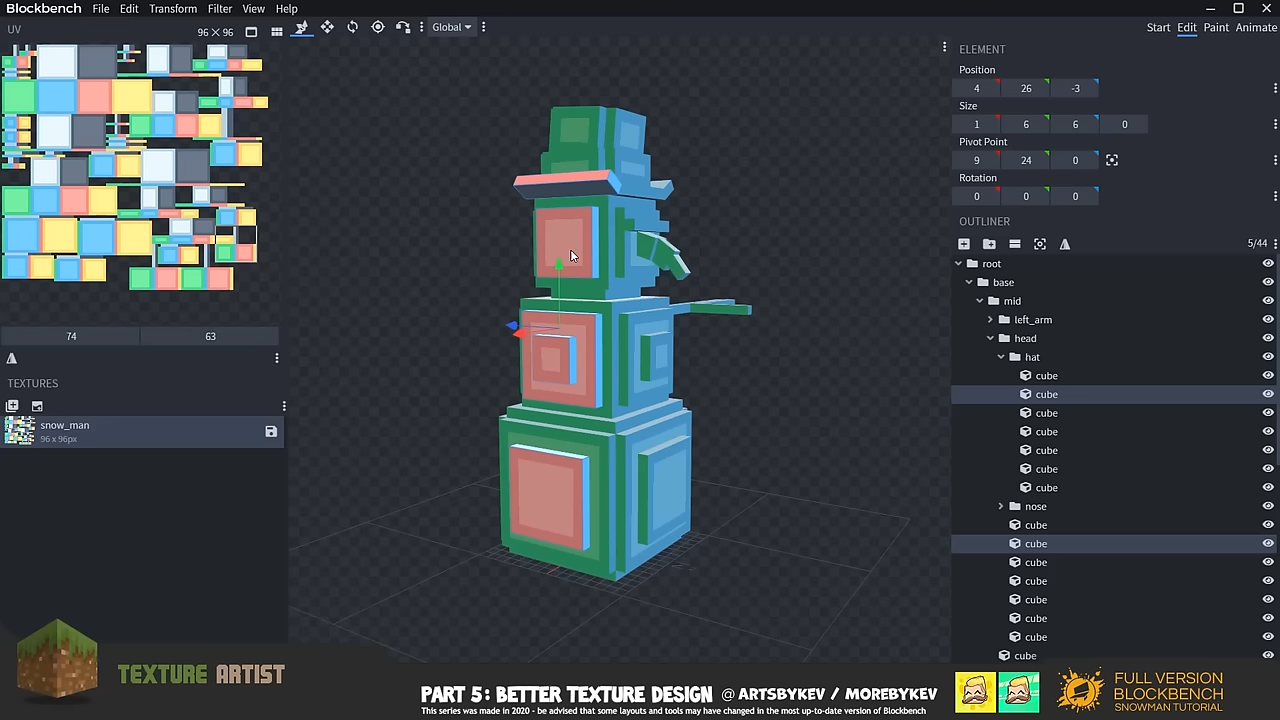 Blockbench File Edit Transform Filter View Help
UV 96 × 96 Global Start Edit Paint Animate
ELEMENT
Position
4 26 -3
Size
1 6 6 0
Pivot Point
9 24 0
Rotation
0 0 0
OUTLINER
5/44
root
base
mid
left_arm
head
hat
cube
cube
cube
cube
cube
cube
cube
nose
cube
cube
cube
cube
cube
cube
cube
cube
74 63
TEXTURES
snow_man
96 x 96px
TEXTURE ARTIST
PART 5: BETTER TEXTURE DESIGN @ARTSBYKEV / MOREBYKEV
This series was made in 2020 - be advised that some layouts and tools may have changed in the most up-to-date version of Blockbench
FULL VERSION
BLOCKBENCH
SNOWMAN TUTORIAL